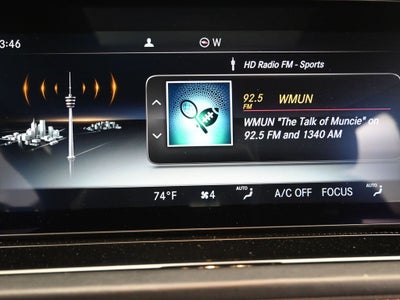 3:46
W
HD Radio FM - Sports
92.5 WMUN
FM
WMUN "The Talk of Muncie" on
92.5 FM and 1340 AM
74°F 4 AUTO A/C OFF FOCUS AUTO